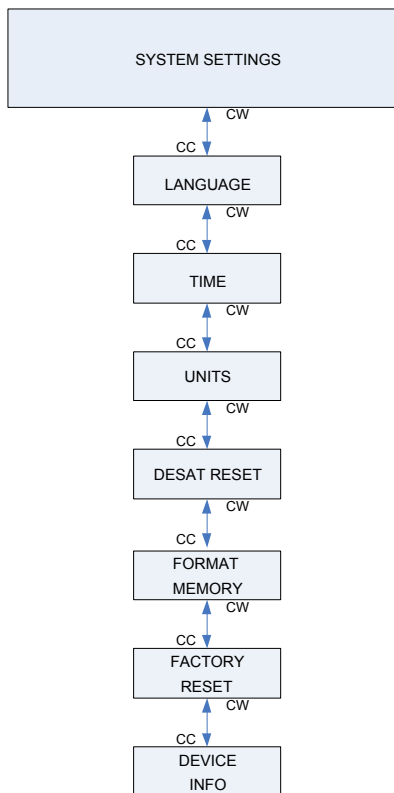 SYSTEM SETTINGS
CW
CC
LANGUAGE
CW
CC
TIME
CW
CC
UNITS
CW
CC
DESAT RESET
CW
CC
FORMAT
MEMORY
CW
CC
FACTORY
RESET
CW
CC
DEVICE
INFO